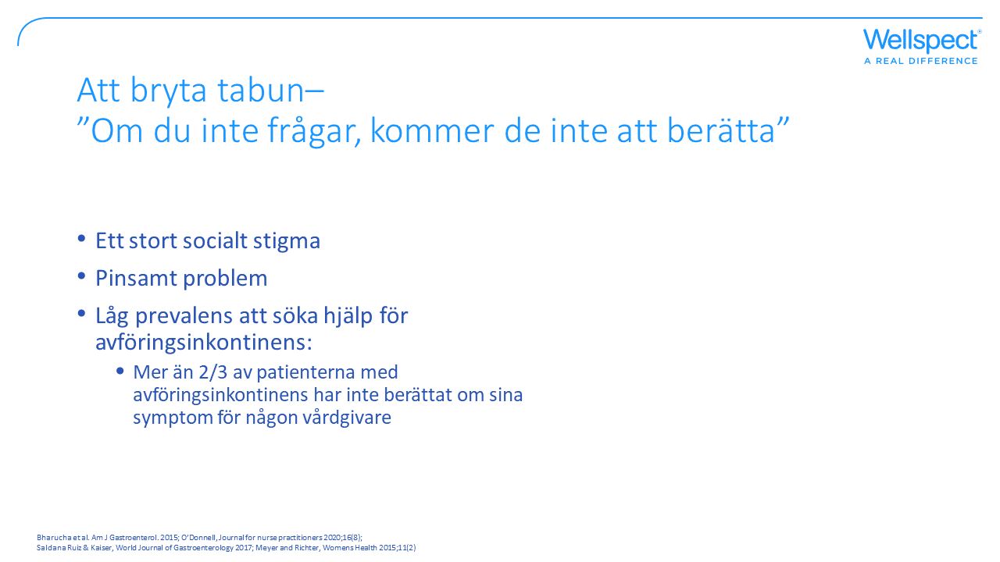 Wellspect®
A REAL DIFFERENCE
Att bryta tabun–
”Om du inte frågar, kommer de inte att berätta”
• Ett stort socialt stigma
• Pinsamt problem
• Låg prevalens att söka hjälp för
avföringsinkontinens:
• Mer än 2/3 av patienterna med
avföringsinkontinens har inte berättat om sina
symptom för någon vårdgivare
Bharucha et al. Am J Gastroenterol. 2015; O’Donnell, Journal for nurse practitioners 2020;16(8);
Saldana Ruiz & Kaiser, World Journal of Gastroenterology 2017; Meyer and Richter, Womens Health 2015;11(2)